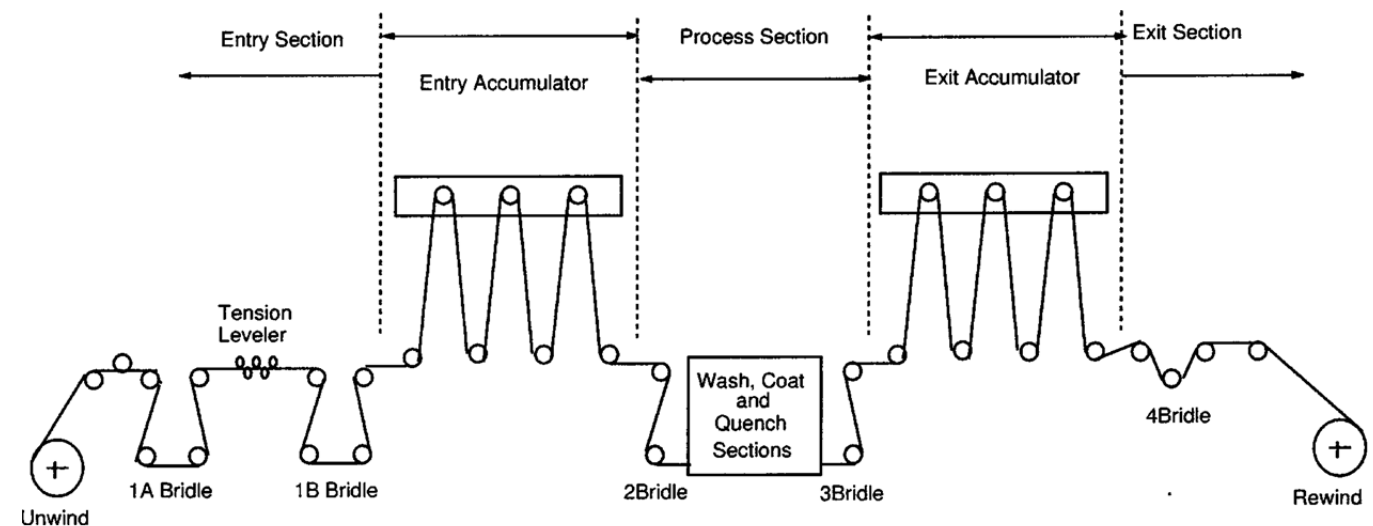 Entry Section
Process Section
Exit Section
Entry Accumulator
Exit Accumulator
Tension
Leveler
Wash, Coat
and
Quench
Sections
4Bridle
1A Bridle
1B Bridle
2Bridle
3Bridle
Unwind
Rewind